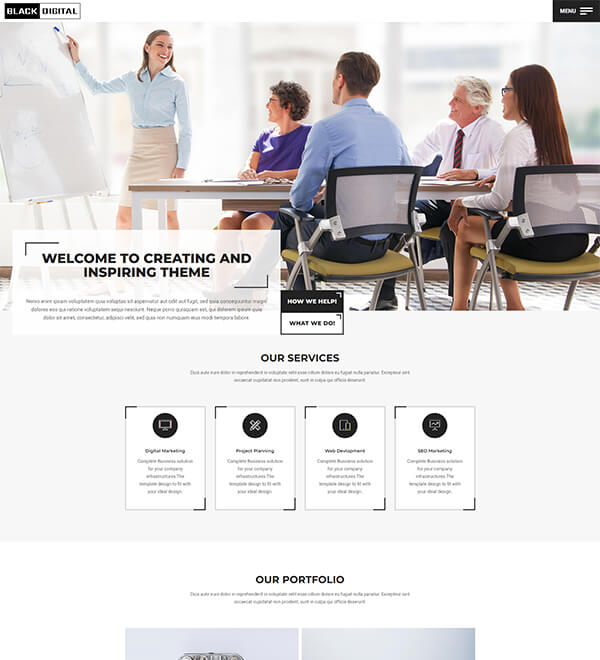 BLACK DIGITAL
MENU
WELCOME TO CREATING AND
INSPIRING THEME
Nemo enim ipsam voluptatem quia voluptas sit aspernatur aut odit aut fugit, sed quia consequuntur magni
dolores eos qui ratione voluptatem sequi nesciunt. Neque porro quisquam est, qui dolorem ipsum quia
dolor sit amet, consectetur, adipisci velit, sed quia non numquam eius modi tempora labore.
HOW WE HELP!
WHAT WE DO!
OUR SERVICES
Duis aute irure dolor in reprehenderit in voluptate velit esse cillum dolore eu fugiat nulla pariatur. Excepteur sint
occaecat cupidatat non proident, sunt in culpa qui officia deserunt
Digital Marketing
Complete Business solution
for your company
infrastructures.The
template design to fit with
your ideal design.
Project Planning
Complete Business solution
for your company
infrastructures.The
template design to fit with
your ideal design.
Web Devlopment
Complete Business solution
for your company
infrastructures.The
template design to fit with
your ideal design.
SEO Marketing
Complete Business solution
for your company
infrastructures.The
template design to fit with
your ideal design.
OUR PORTFOLIO
Duis aute irure dolor in reprehenderit in voluptate velit esse cillum dolore eu fugiat nulla pariatur. Excepteur sint
occaecat cupidatat non proident, sunt in culpa qui officia deserunt